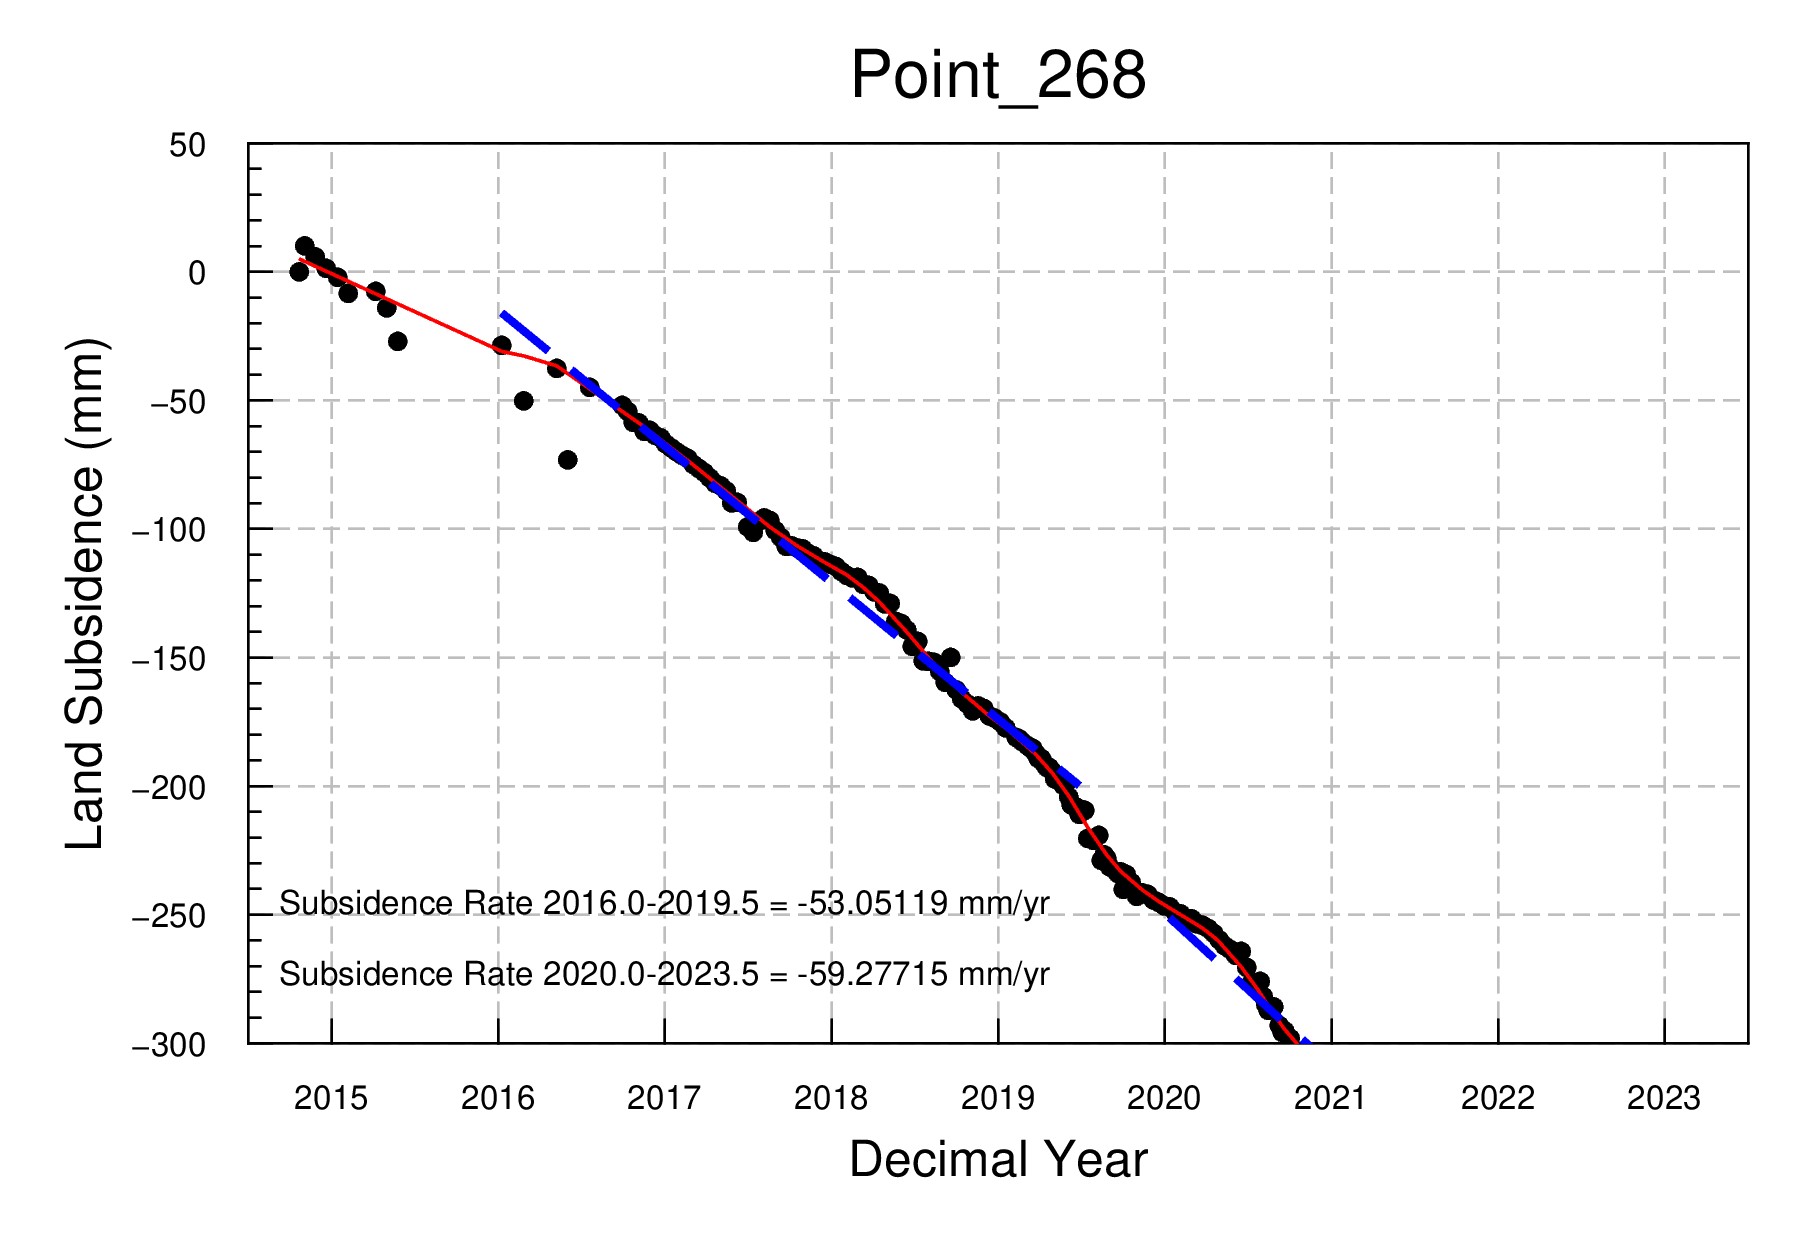 Point_268
50
0
−50
−100
−150
−200
−250
−300
Land Subsidence (mm)
Subsidence Rate 2016.0-2019.5 = -53.05119 mm/yr
Subsidence Rate 2020.0-2023.5 = -59.27715 mm/yr
2015 2016 2017 2018 2019 2020 2021 2022 2023
Decimal Year